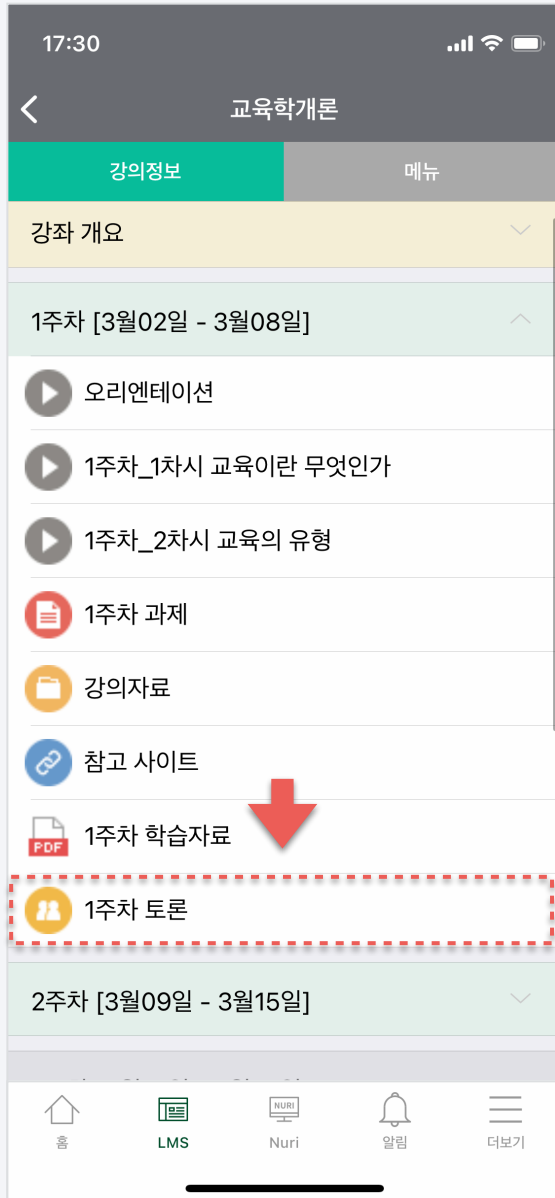 17:30
교육학개론
강의정보
메뉴
강좌 개요
1주차 [3월02일 - 3월08일]
오리엔테이션
1주차_1차시 교육이란 무엇인가
1주차_2차시 교육의 유형
1주차 과제
강의자료
참고 사이트
PDF
1주차 학습자료
1주차 토론
2주차 [3월09일 - 3월15일]
NURI
홈
LMS
Nuri
알림
더보기